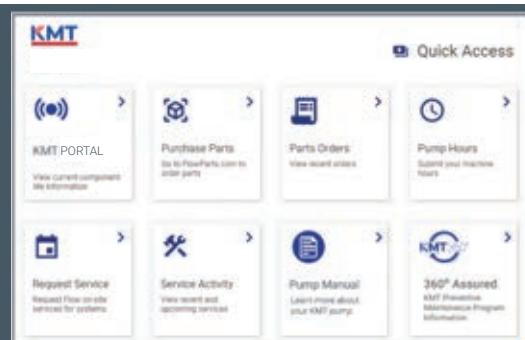 KMT
Quick Access
KMT PORTAL
View current component
life information
Purchase Parts
Go to FlowParts.com to
order parts
Parts Orders
View recent orders
Pump Hours
Submit your machine
hours
Request Service
Request Flow on-site
services for systems
Service Activity
View recent and
upcoming services
Pump Manual
Learn more about
your KMT pump
KMT 360°
360° Assured
KMT Preventive
Maintenance Program
Information